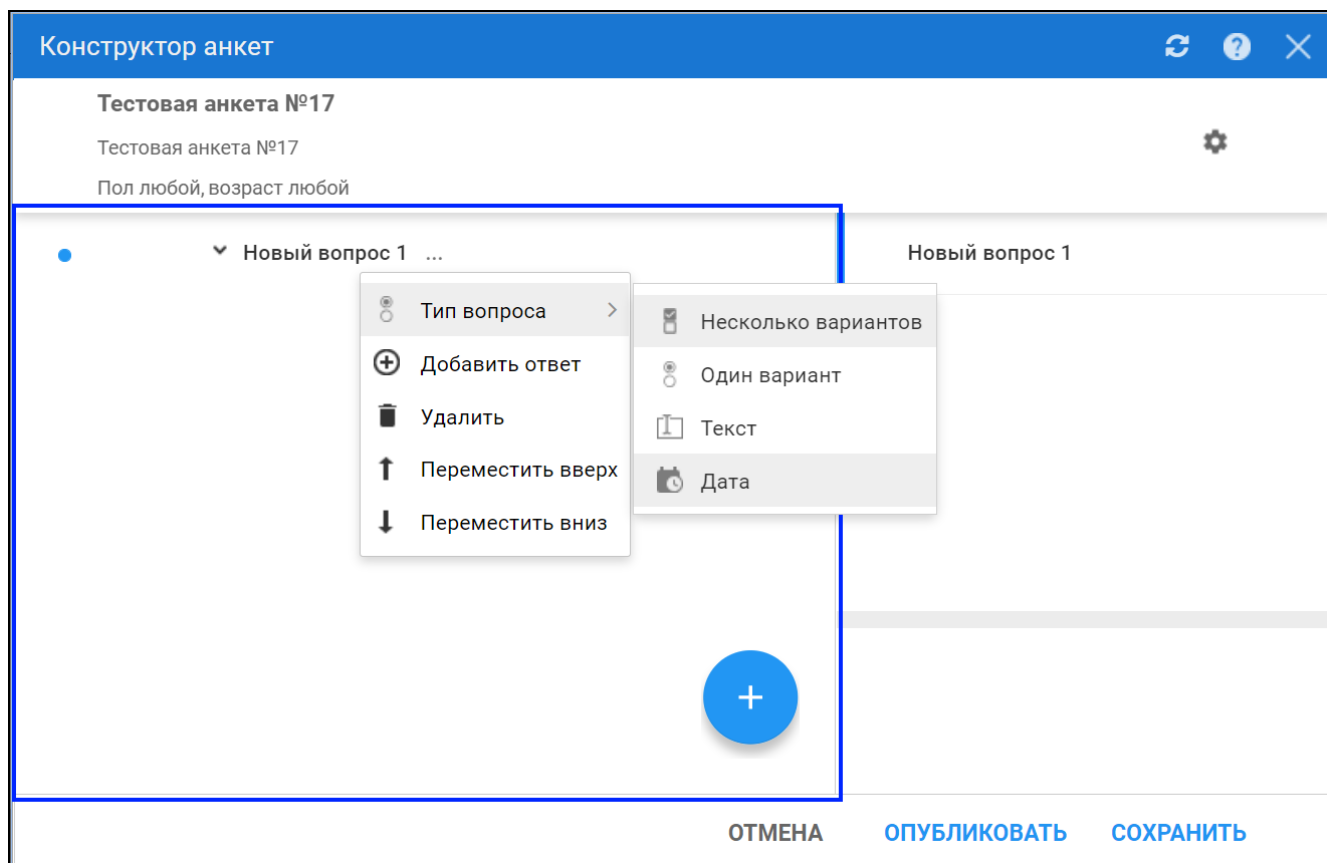 Конструктор анкет
Тестовая анкета №17
Тестовая анкета №17
Пол любой, возраст любой
Новый вопрос 1 ...
Новый вопрос 1
Тип вопроса
Добавить ответ
Удалить
Переместить вверх
Переместить вниз
Несколько вариантов
Один вариант
Текст
Дата
ОТМЕНА
ОПУБЛИКОВАТЬ
СОХРАНИТЬ